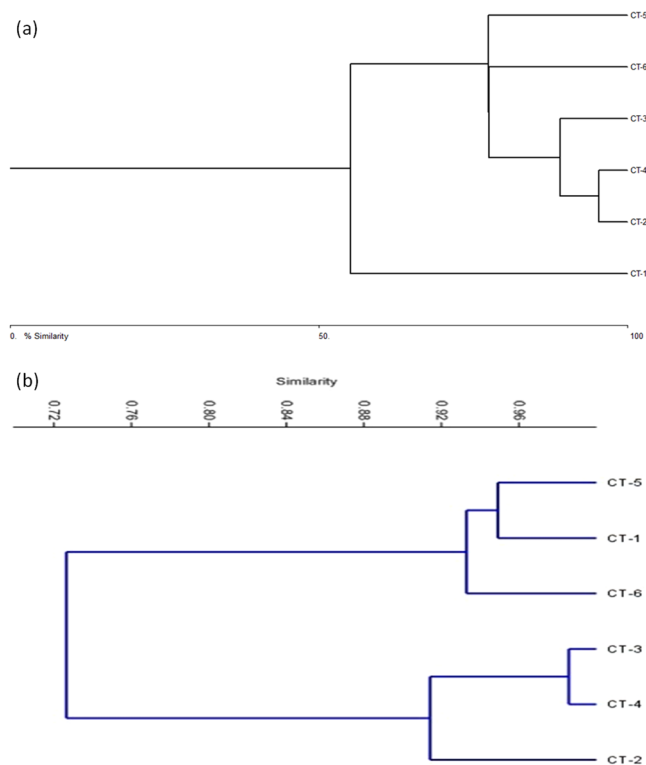 (a)
CT-5
CT-6
CT-3
CT-4
CT-2
CT-1
0. % Similarity 50. 100
(b)
Similarity
0.72 0.76 0.80 0.84 0.88 0.92 0.96
CT-5
CT-1
CT-6
CT-3
CT-4
CT-2